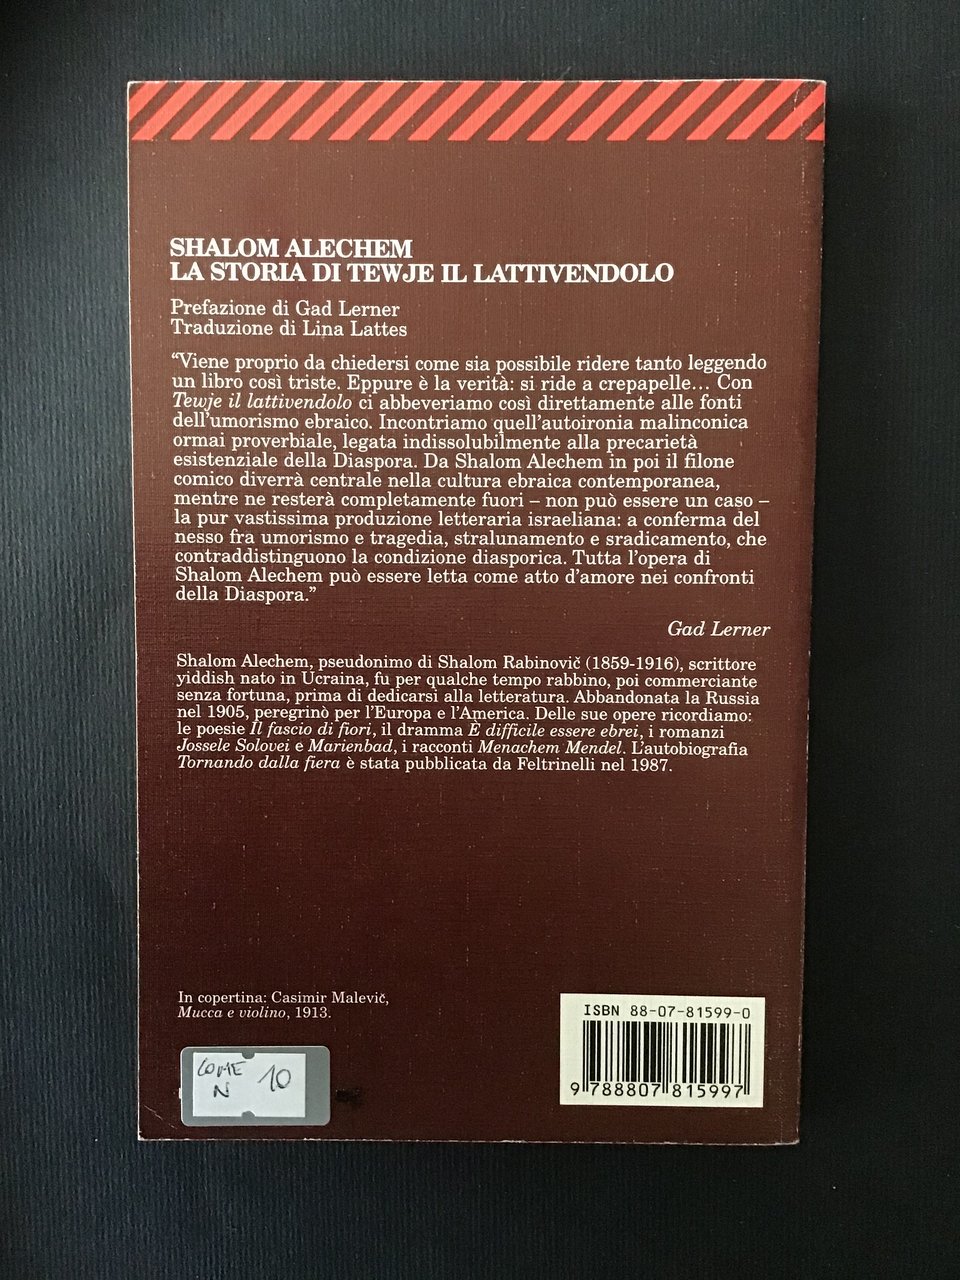 SHALOM ALECHEM
LA STORIA DI TEWJE IL LATTIVENDOLO
Prefazione di Gad Lerner
Traduzione di Lina Lattes
“Viene proprio da chiedersi come sia possibile ridere tanto leggendo
un libro così triste. Eppure è la verità: si ride a crepapelle... Con
Tewje il lattivendolo ci abbeveriamo così direttamente alle fonti
dell'umorismo ebraico. Incontriamo quell'autoironia malinconica
ormai proverbiale, legata indissolubilmente alla precarietà
esistenziale della Diaspora. Da Shalom Alechem in poi il filone
comico diverrà centrale nella cultura ebraica contemporanea,
mentre ne resterà completamente fuori – non può essere un caso –
la pur vastissima produzione letteraria israeliana: a conferma del
nesso fra umorismo e tragedia, stralunamento e sradicamento, che
contraddistinguono la condizione diasporica. Tutta l'opera di
Shalom Alechem può essere letta come atto d'amore nei confronti
della Diaspora.”
Gad Lerner
Shalom Alechem, pseudonimo di Shalom Rabinovič (1859-1916), scrittore
yiddish nato in Ucraina, fu per qualche tempo rabbino, poi commerciante
senza fortuna, prima di dedicarsi alla letteratura. Abbandonata la Russia
nel 1905, peregrinò per l'Europa e l'America. Delle sue opere ricordiamo:
le poesie Il fascio di fiori, il dramma È difficile essere ebrei, i romanzi
Jossele Solovei e Marienbad, i racconti Menachem Mendel. L'autobiografia
Tornando dalla fiera è stata pubblicata da Feltrinelli nel 1987.
In copertina: Casimir Malevič,
Mucca e violino, 1913.
COME
N 10
ISBN 88-07-81599-0
9 788807 815997